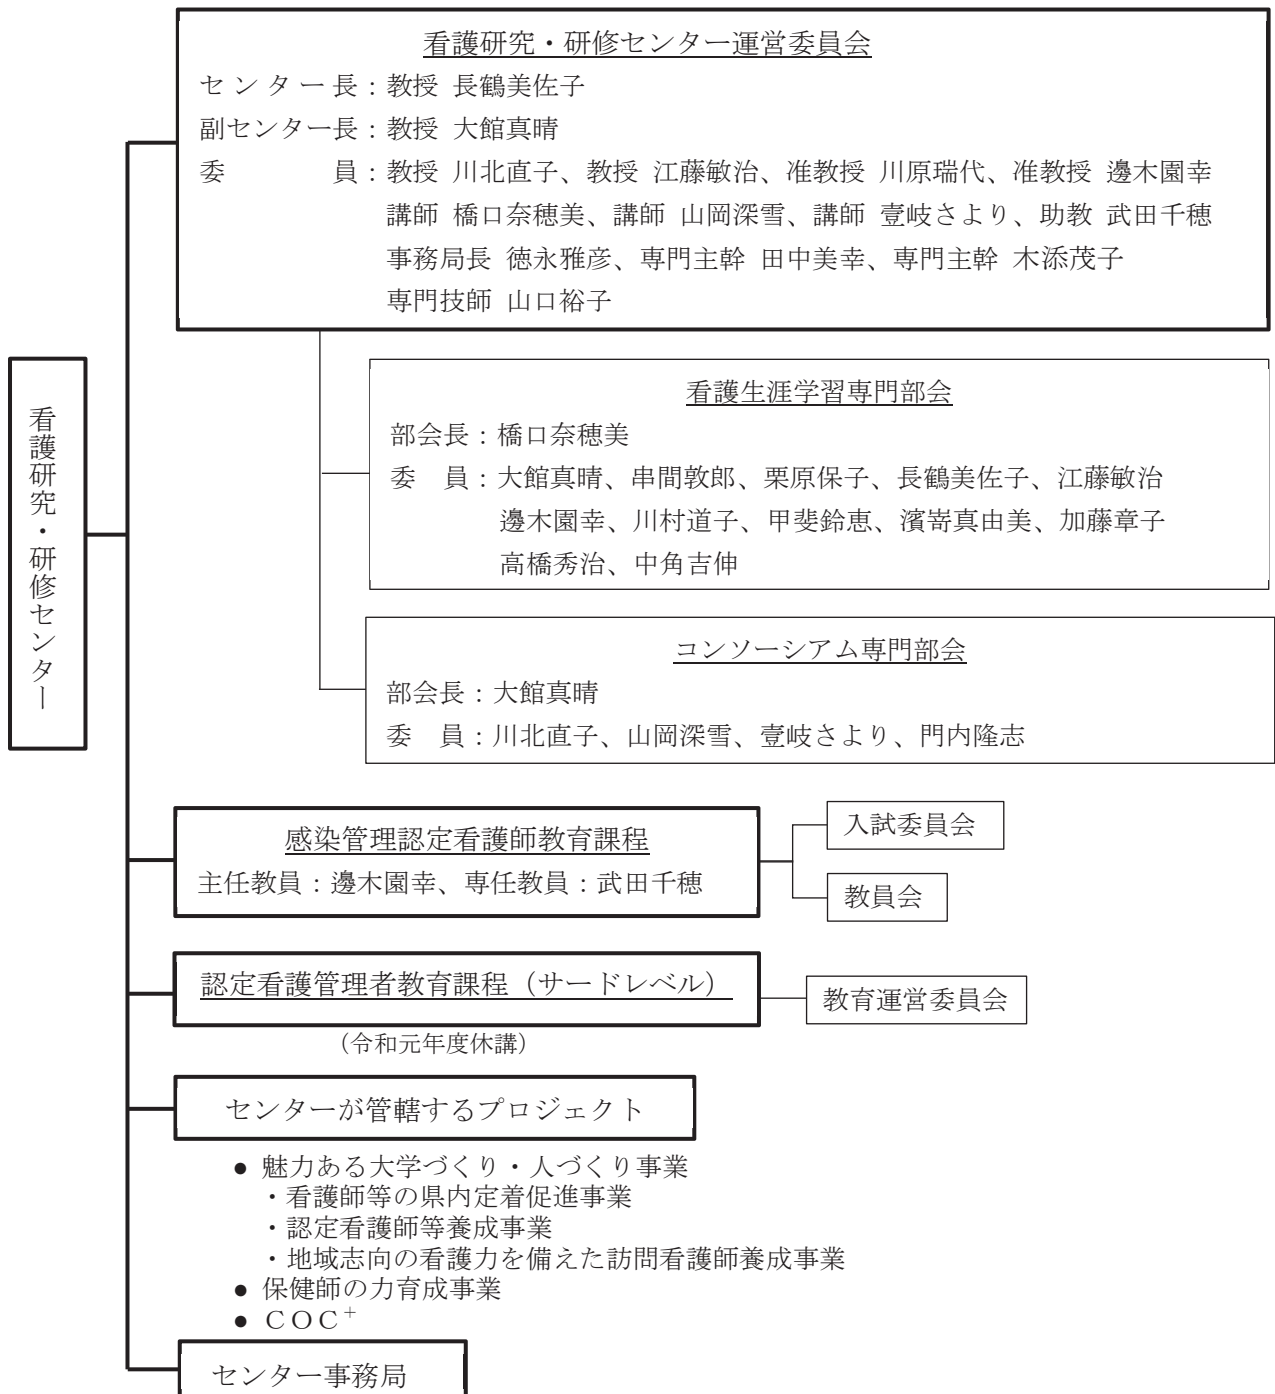 看護研究・研修センター
看護研究・研修センター運営委員会
センター長：教授 長鶴美佐子
副センター長：教授 大館真晴
委　　　員：教授 川北直子、教授 江藤敏治、准教授 川原瑞代、准教授 邊木園幸
講師 橋口奈穂美、講師 山岡深雪、講師 壹岐さより、助教 武田千穂
事務局長 徳永雅彦、専門主幹 田中美幸、専門主幹 木添茂子
専門技師 山口裕子
看護生涯学習専門部会
部会長：橋口奈穂美
委　員：大館真晴、串間敦郎、栗原保子、長鶴美佐子、江藤敏治
邊木園幸、川村道子、甲斐鈴恵、濱嵜真由美、加藤章子
高橋秀治、中角吉伸
コンソーシアム専門部会
部会長：大館真晴
委　員：川北直子、山岡深雪、壹岐さより、門内隆志
感染管理認定看護師教育課程
主任教員：邊木園幸、専任教員：武田千穂
入試委員会
教員会
認定看護管理者教育課程（サードレベル）
（令和元年度休講）
教育運営委員会
センターが管轄するプロジェクト
● 魅力ある大学づくり・人づくり事業
・看護師等の県内定着促進事業
・認定看護師等養成事業
・地域志向の看護力を備えた訪問看護師養成事業
● 保健師の力育成事業
● ＣＯＣ⁺
センター事務局